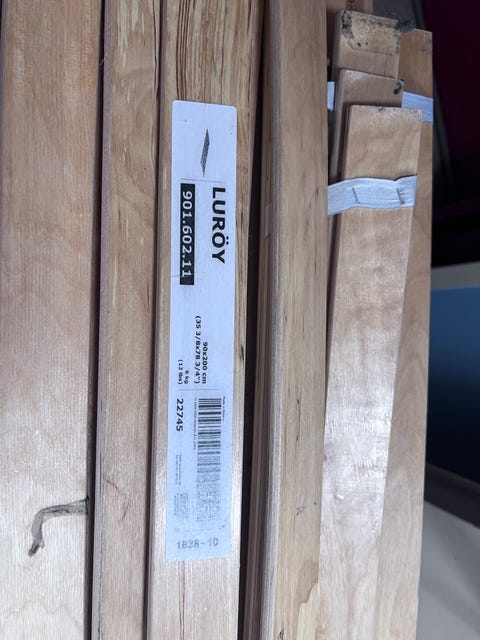 LURÖY
901.602.11
90x200 cm
(35 3/8x78 3/4")
6 kg
(12 lbs)
22745
1838-10